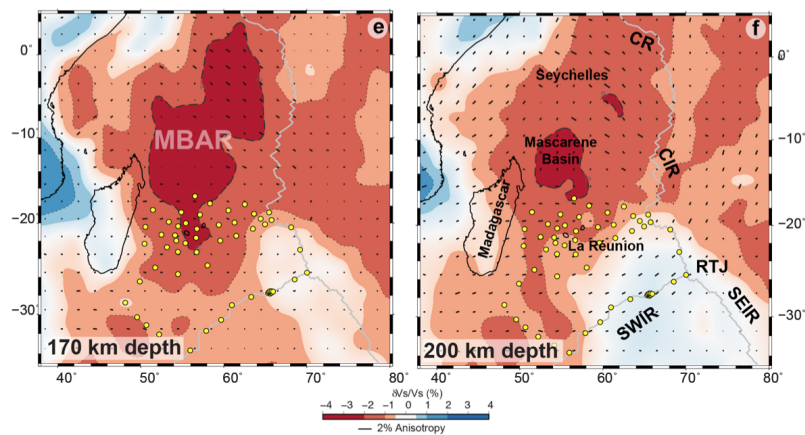 e
f
0°
−10°
−20°
−30°
MBAR
170 km depth
40° 50° 60° 70° 80°
CR
Seychelles
Mascarene
Basin
CIR
Madagascar
La Réunion
RTJ
SWIR
SEIR
200 km depth
0°
−10°
−20°
−30°
40° 50° 60° 70° 80°
δVs/Vs (%)
−4 −3 −2 −1 0 1 2 3 4
2% Anisotropy